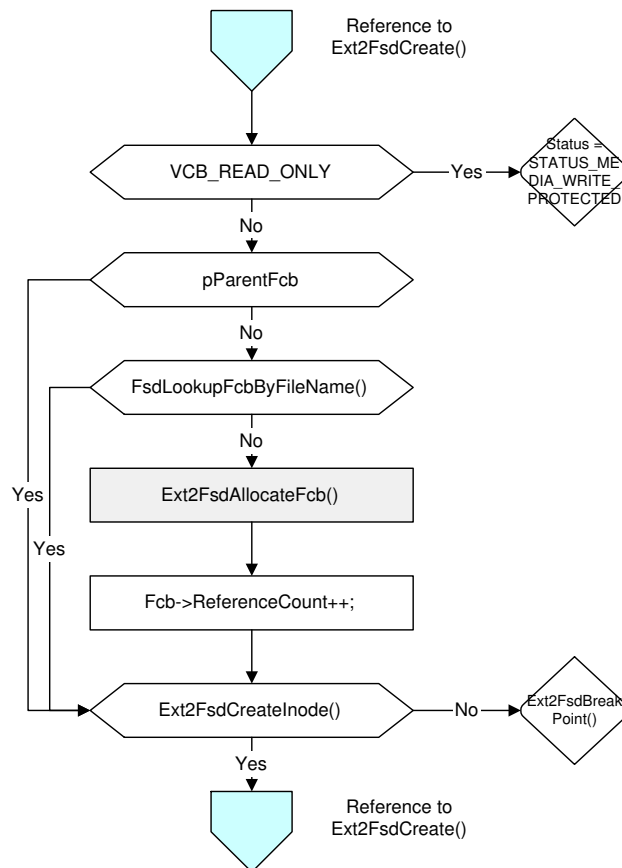 Reference to
Ext2FsdCreate()
VCB_READ_ONLY
Yes
Status =
STATUS_ME
DIA_WRITE_
PROTECTED
No
pParentFcb
No
FsdLookupFcbByFileName()
No
Ext2FsdAllocateFcb()
Yes
Yes
Fcb->ReferenceCount++;
Ext2FsdCreateInode()
No
Ext2FsdBreak
Point()
Yes
Reference to
Ext2FsdCreate()